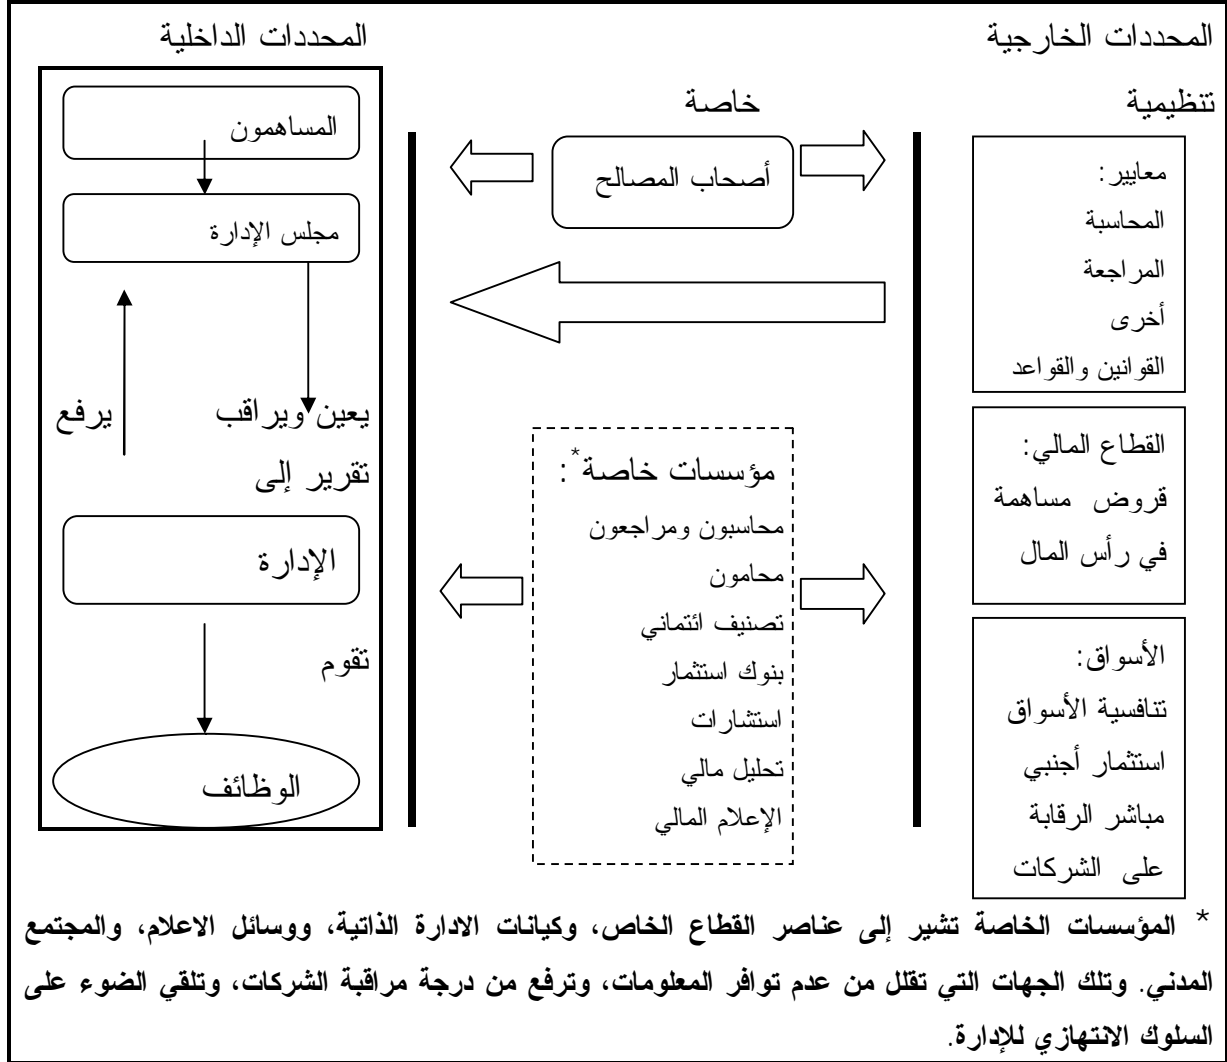 المحددات الخارجية
المحددات الداخلية
تنظيمية
خاصة
معايير:
المحاسبة
المراجعة
أخرى
القوانين والقواعد
القطاع المالي:
قروض مساهمة
في رأس المال
الأسواق:
تنافسية الأسواق
استثمار أجنبي
مباشر الرقابة
على الشركات
أصحاب المصالح
مؤسسات خاصة*:
محاسبون ومراجعون
محامون
تصنيف ائتماني
بنوك استثمار
استشارات
تحليل مالي
الإعلام المالي
المساهمون
مجلس الإدارة
يعين ويراقب يرفع
تقرير إلى
الإدارة
تقوم
الوظائف
* المؤسسات الخاصة تشير إلى عناصر القطاع الخاص، وكيانات الادارة الذاتية، ووسائل الاعلام، والمجتمع
المدني. وتلك الجهات التي تقلل من عدم توافر المعلومات، وترفع من درجة مراقبة الشركات، وتلقي الضوء على
السلوك الانتهازي للإدارة.